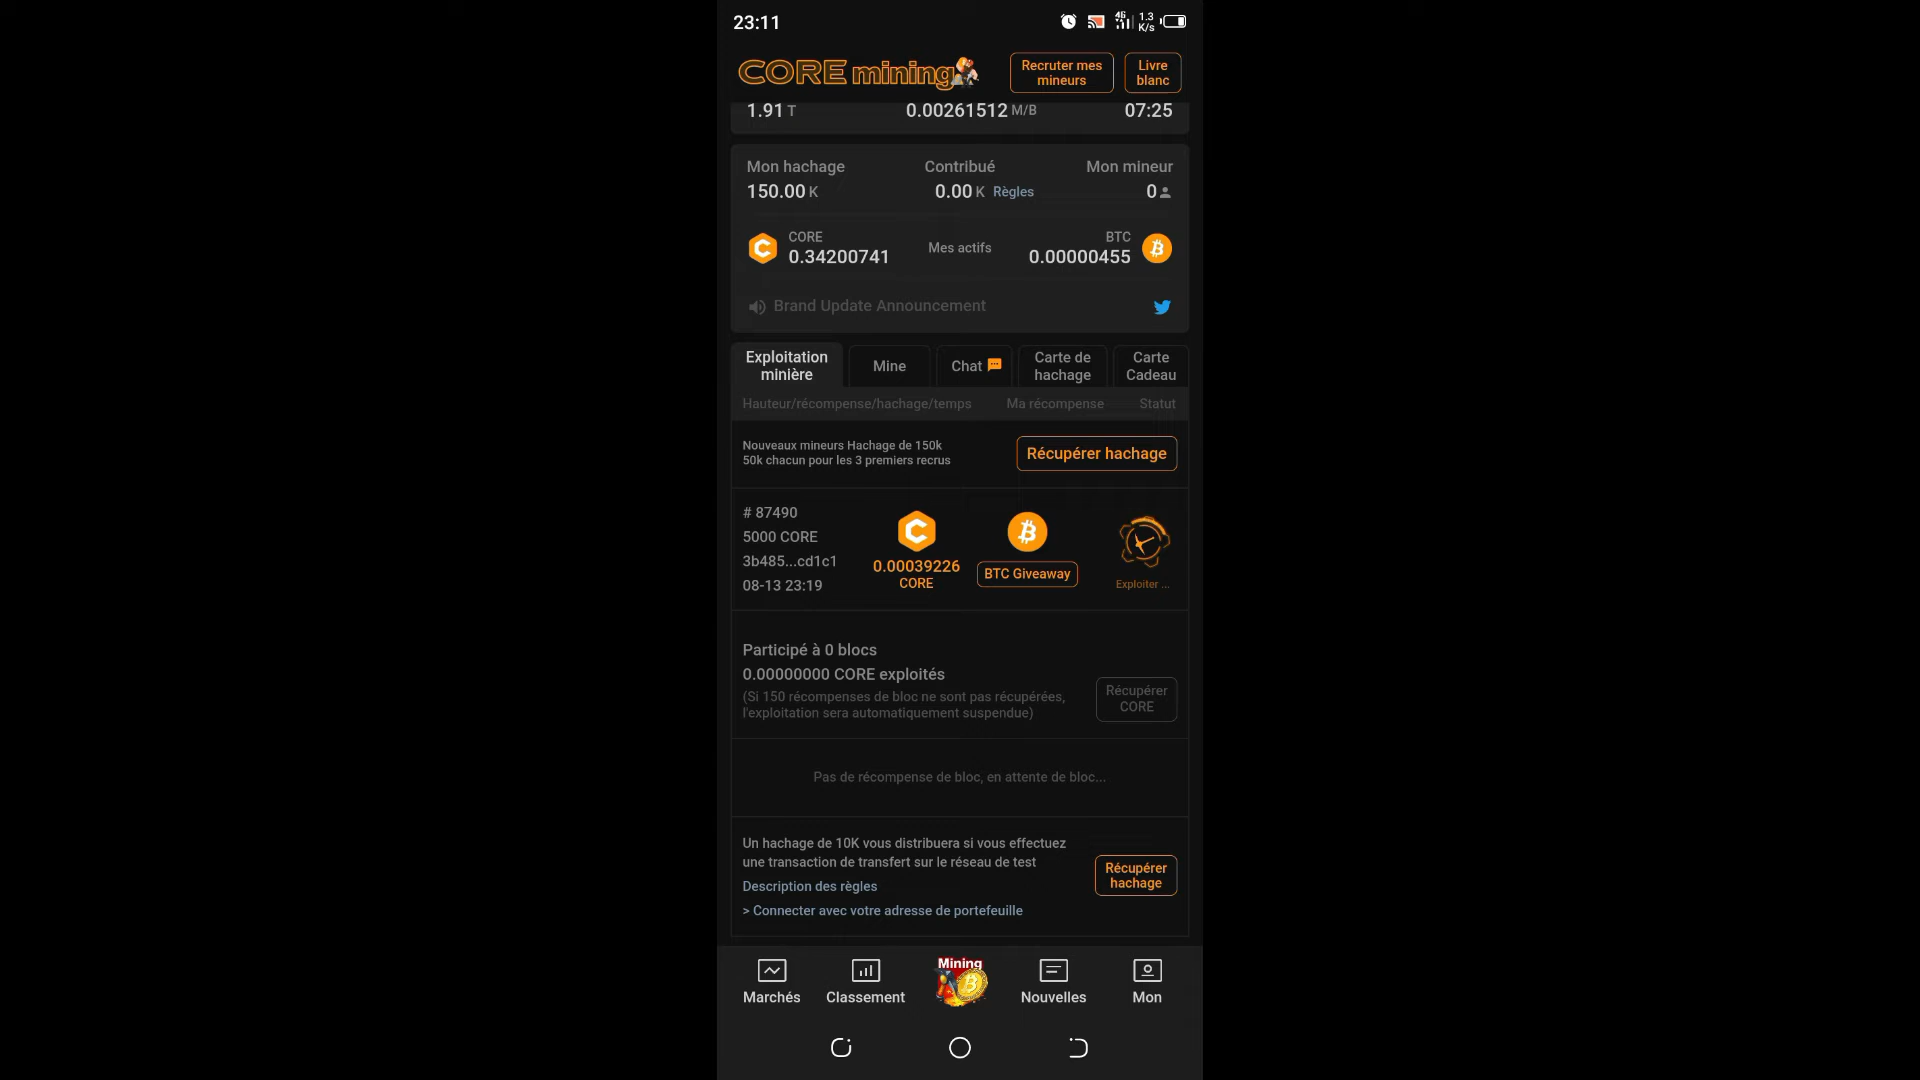 23:11
4G
1.3
K/s
CORE mining
Recruter mes
mineurs
Livre
blanc
1.91 T
0.00261512 M/B
07:25
Mon hachage
Contribué
Mon mineur
150.00 K
0.00 K Règles
0
CORE
0.34200741
Mes actifs
BTC
0.00000455
Brand Update Announcement
Exploitation
minière
Mine
Chat
Carte de
hachage
Carte
Cadeau
Hauteur/récompense/hachage/temps
Ma récompense
Statut
Nouveaux mineurs Hachage de 150k
50k chacun pour les 3 premiers recrus
Récupérer hachage
# 87490
5000 CORE
3b485...cd1c1
08-13 23:19
0.00039226
CORE
BTC Giveaway
Exploiter ...
Participé à 0 blocs
0.00000000 CORE exploités
(Si 150 récompenses de bloc ne sont pas récupérées,
l'exploitation sera automatiquement suspendue)
Récupérer
CORE
Pas de récompense de bloc, en attente de bloc...
Un hachage de 10K vous distribuera si vous effectuez
une transaction de transfert sur le réseau de test
Description des règles
> Connecter avec votre adresse de portefeuille
Récupérer
hachage
Marchés
Classement
Mining
Nouvelles
Mon